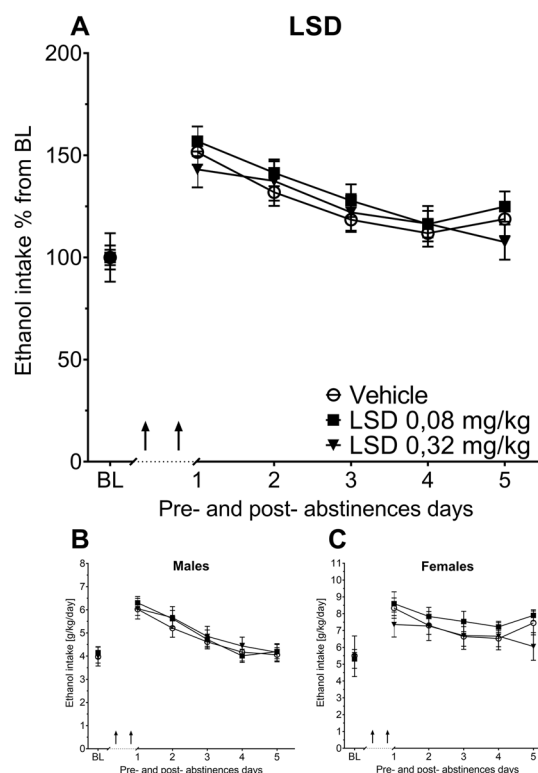 A
LSD
Ethanol intake % from BL
200
150
100
50
0
Vehicle
LSD 0,08 mg/kg
LSD 0,32 mg/kg
BL
1
2
3
4
5
Pre- and post- abstinences days
B
Males
Ethanol intake [g/kg/day]
8
7
6
5
4
3
2
1
0
BL
1
2
3
4
5
Pre- and post- abstinences days
C
Females
Ethanol intake [g/kg/day]
11
10
9
8
7
6
5
4
3
2
1
0
BL
1
2
3
4
5
Pre- and post- abstinences days